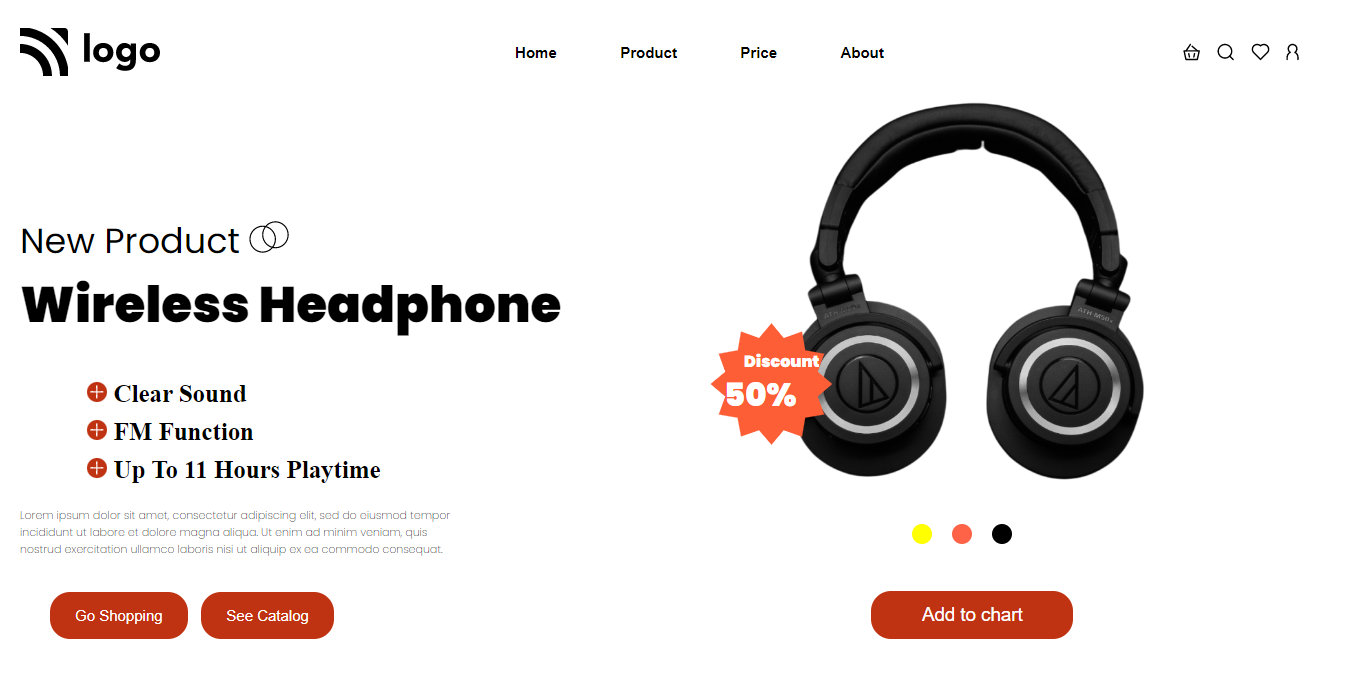 logo
Home Product Price About
New Product
Wireless Headphone
Clear Sound
FM Function
Up To 11 Hours Playtime
Lorem ipsum dolor sit amet, consectetur adipiscing elit, sed do eiusmod tempor
incididunt ut labore et dolore magna aliqua. Ut enim ad minim veniam, quis
nostrud exercitation ullamco laboris nisi ut aliquip ex ea commodo consequat.
Go Shopping See Catalog
Discount
50%
ATH-M50x
Add to chart